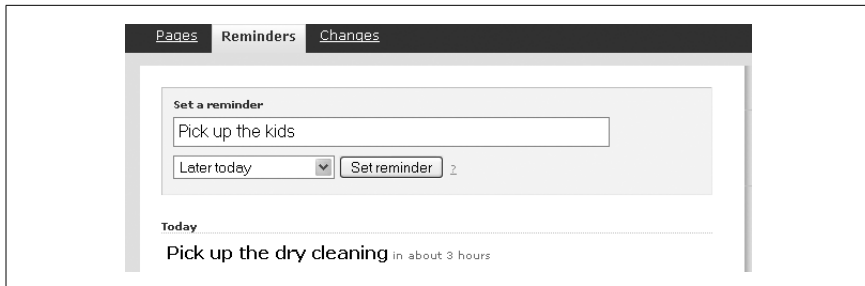 Pages Reminders Changes
Set a reminder
Pick up the kids
Later today Set reminder ?
Today
Pick up the dry cleaning in about 3 hours